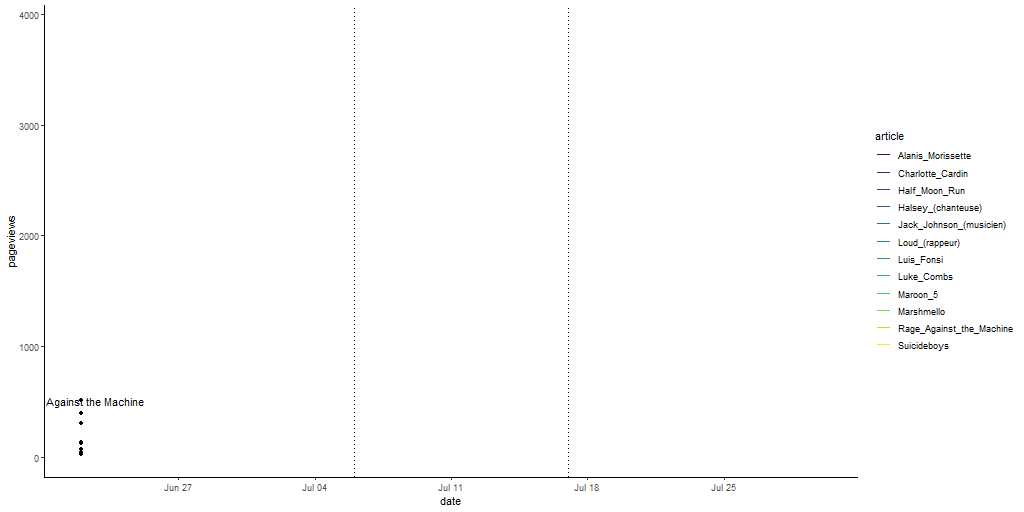 4000
3000
2000
1000
0
pageviews
Against the Machine
Jun 27
Jul 04
Jul 11
Jul 18
Jul 25
date
article
Alanis_Morissette
Charlotte_Cardin
Half_Moon_Run
Halsey_(chanteuse)
Jack_Johnson_(musicien)
Loud_(rappeur)
Luis_Fonsi
Luke_Combs
Maroon_5
Marshmello
Rage_Against_the_Machine
Suicideboys